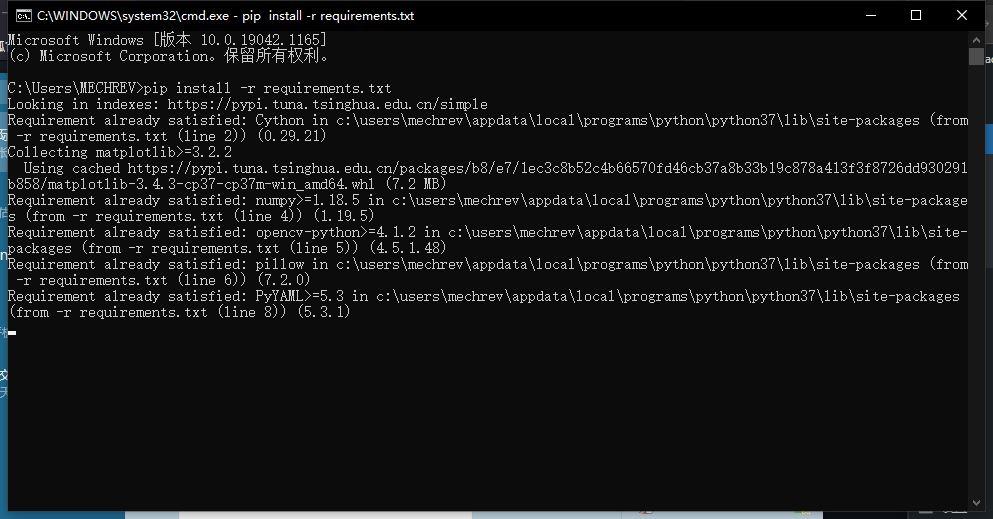 C:\WINDOWS\system32\cmd.exe - pip  install -r requirements.txt
Microsoft Windows [版本 10.0.19042.1165]
(c) Microsoft Corporation。保留所有权利。
C:\Users\MECHREV>pip install -r requirements.txt
Looking in indexes: https://pypi.tuna.tsinghua.edu.cn/simple
Requirement already satisfied: Cython in c:\users\mechrev\appdata\local\programs\python\python37\lib\site-packages (from
 -r requirements.txt (line 2)) (0.29.21)
Collecting matplotlib>=3.2.2
  Using cached https://pypi.tuna.tsinghua.edu.cn/packages/b8/e7/1ec3c8b52c4b66570fd46cb37a8b33b19c878a413f3f8726dd930291
b858/matplotlib-3.4.3-cp37-cp37m-win_amd64.whl (7.2 MB)
Requirement already satisfied: numpy>=1.18.5 in c:\users\mechrev\appdata\local\programs\python\python37\lib\site-package
s (from -r requirements.txt (line 4)) (1.19.5)
Requirement already satisfied: opencv-python>=4.1.2 in c:\users\mechrev\appdata\local\programs\python\python37\lib\site-
packages (from -r requirements.txt (line 5)) (4.5.1.48)
Requirement already satisfied: pillow in c:\users\mechrev\appdata\local\programs\python\python37\lib\site-packages (from
 -r requirements.txt (line 6)) (7.2.0)
Requirement already satisfied: PyYAML>=5.3 in c:\users\mechrev\appdata\local\programs\python\python37\lib\site-packages
(from -r requirements.txt (line 8)) (5.3.1)